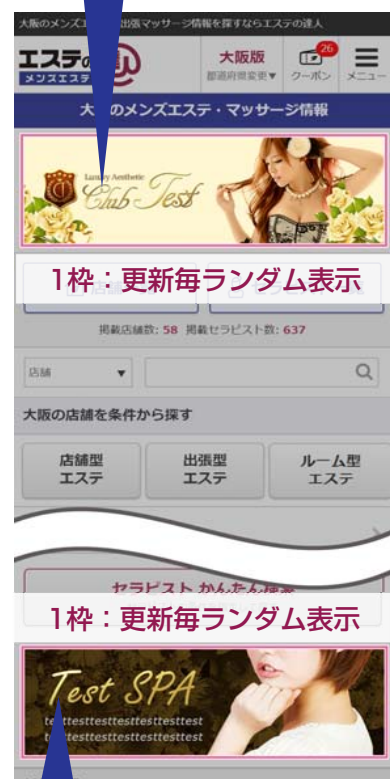 大阪のメンズエ 出張マッサージ情報を探すならエステの達人
エステの
メンズエステ
大阪版
都道府県変更▼
26
クーポン
メニュー
大 のメンズエステ・マッサージ情報
Luxury Aesthetic
Club Test
1枠：更新毎ランダム表示
掲載店舗数: 58 掲載セラピスト数: 637
店舗 ▼
大阪の店舗を条件から探す
店舗型
エステ
出張型
エステ
ルーム型
エステ
セラピスト かんたん検索
1枠：更新毎ランダム表示
Test SPA
testtesttesttesttesttesttest
testtesttesttesttesttest